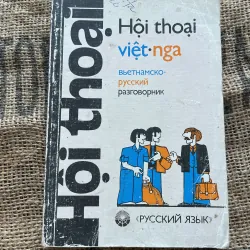 Hội thoại
Hội thoại
việt·nga
вьетнамско-
русский
разговорник
«РУССКИЙ ЯЗЫК»